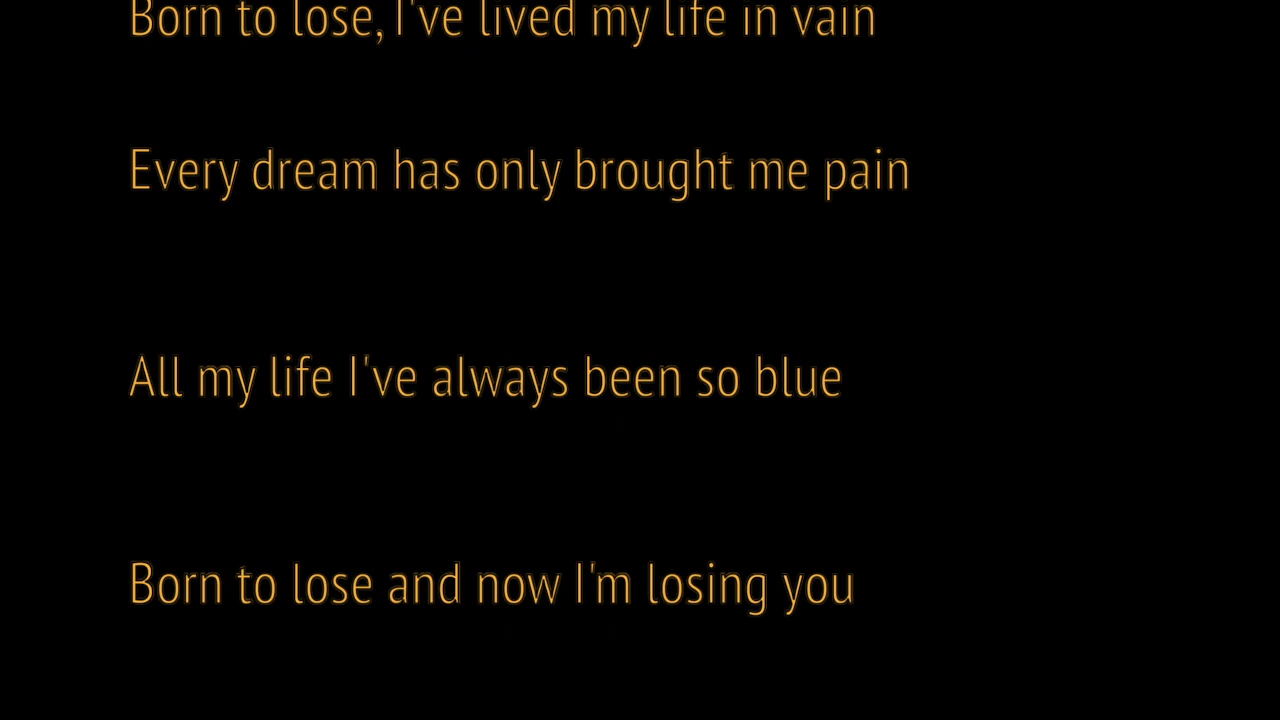 Born to lose, I've lived my life in vain
Every dream has only brought me pain
All my life I've always been so blue
Born to lose and now I'm losing you